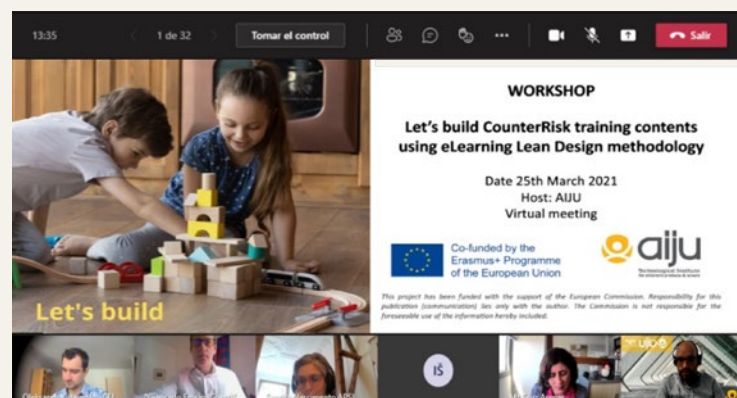 13:35
1 de 32
Tomar el control
Salir
WORKSHOP
Let's build CounterRisk training contents
using eLearning Lean Design methodology
Date 25th March 2021
Host: AIJU
Virtual meeting
Co-funded by the
Erasmus+ Programme
of the European Union
aiju
Technological Institute
This project has been funded with the support of the European Commission. Responsibility for this
publication (communication) lies only with the author. The Commission is not responsible for the
foreseeable use of the information hereby included.
Let's build
IŠ